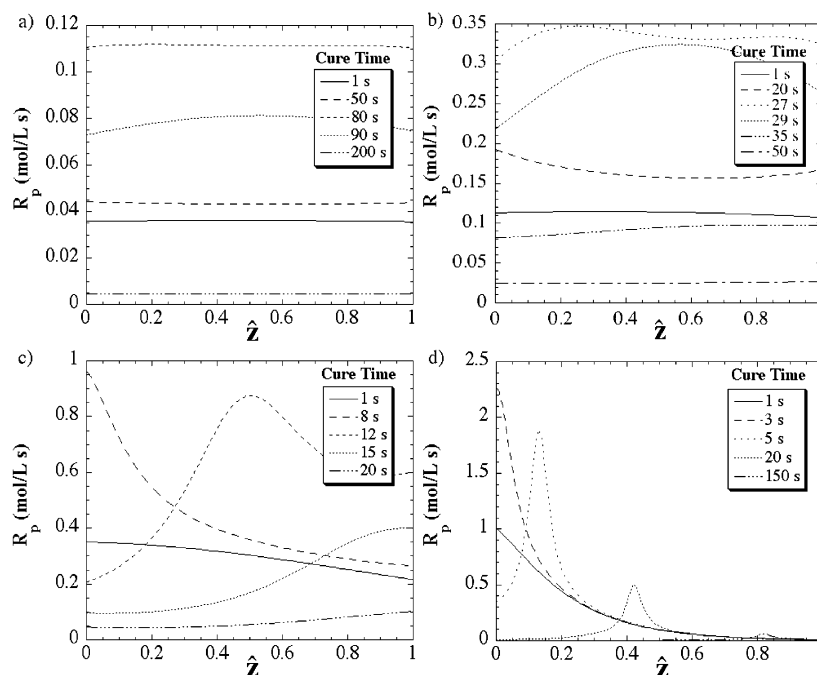 a)
0.12
0.1
0.08
0.06
0.04
0.02
0
R_p (mol/L s)
Cure Time
1 s
50 s
80 s
90 s
200 s
0 0.2 0.4 0.6 0.8 1
ẑ
b)
0.35
0.3
0.25
0.2
0.15
0.1
0.05
0
R_p (mol/L s)
Cure Time
1 s
20 s
27 s
29 s
35 s
50 s
0 0.2 0.4 0.6 0.8 1
ẑ
c)
1
0.8
0.6
0.4
0.2
0
R_p (mol/L s)
Cure Time
1 s
8 s
12 s
15 s
20 s
0 0.2 0.4 0.6 0.8 1
ẑ
d)
2.5
2
1.5
1
0.5
0
R_p (mol/L s)
Cure Time
1 s
3 s
5 s
20 s
150 s
0 0.2 0.4 0.6 0.8 1
ẑ